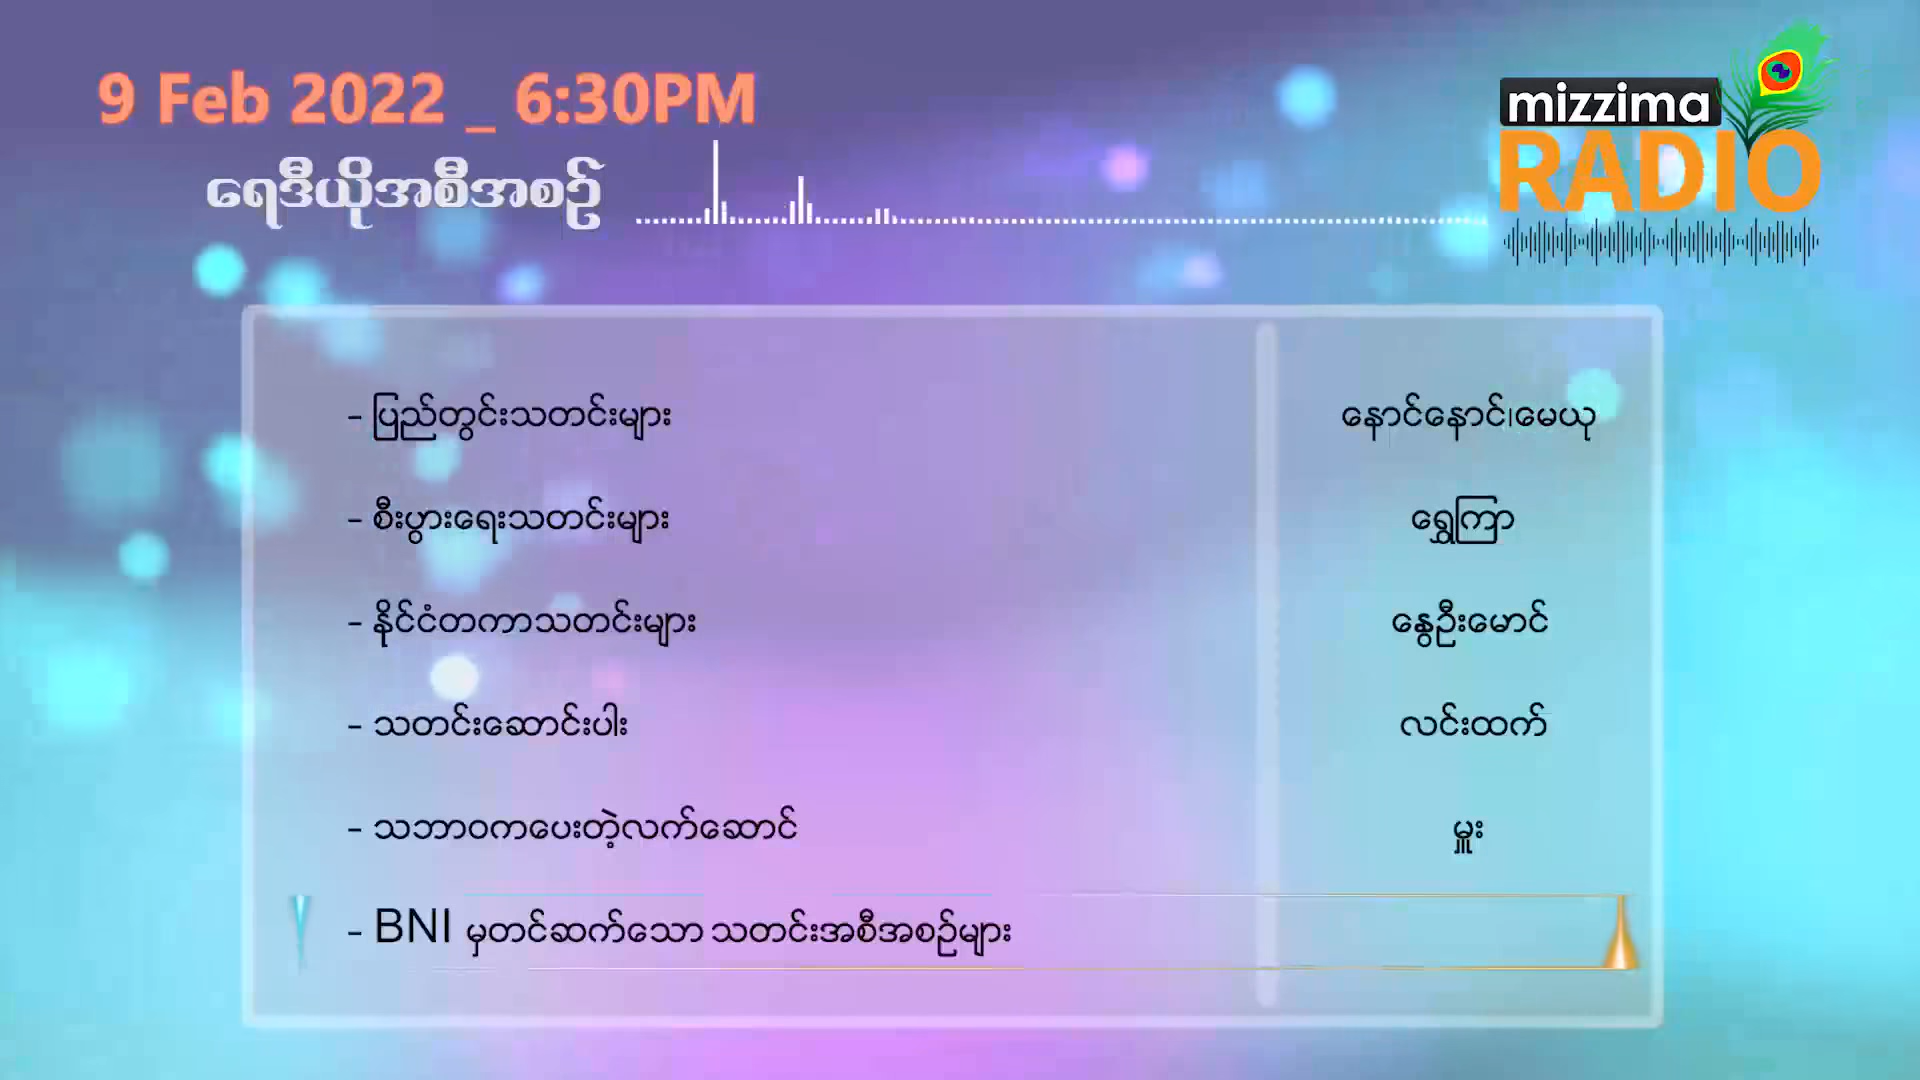 9 Feb 2022 _ 6:30PM
mizzima
RADIO
ရေဒီယိုအစီအစဉ်
- ပြည်တွင်းသတင်းများ နောင်နောင်၊မေယု
- စီးပွားရေးသတင်းများ ရွှေကြာ
- နိုင်ငံတကာသတင်းများ နွေဦးမောင်
- သတင်းဆောင်းပါး လင်းထက်
- သဘာဝကပေးတဲ့လက်ဆောင် မှူး
- BNI မှတင်ဆက်သော သတင်းအစီအစဉ်များ